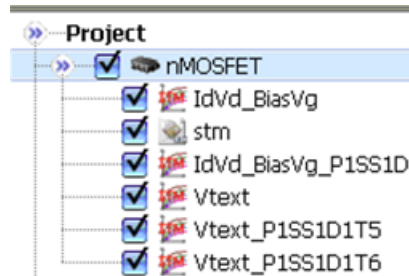 Project
nMOSFET
IdVd_BiasVg
stm
IdVd_BiasVg_P1SS1D
Vtext
Vtext_P1SS1D1T5
Vtext_P1SS1D1T6